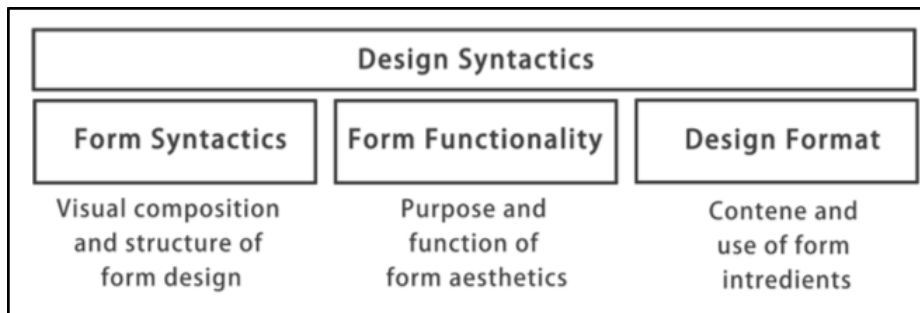 Design Syntactics
Form Syntactics
Form Functionality
Design Format
Visual composition
and structure of
form design
Purpose and
function of
form aesthetics
Contene and
use of form
intredients